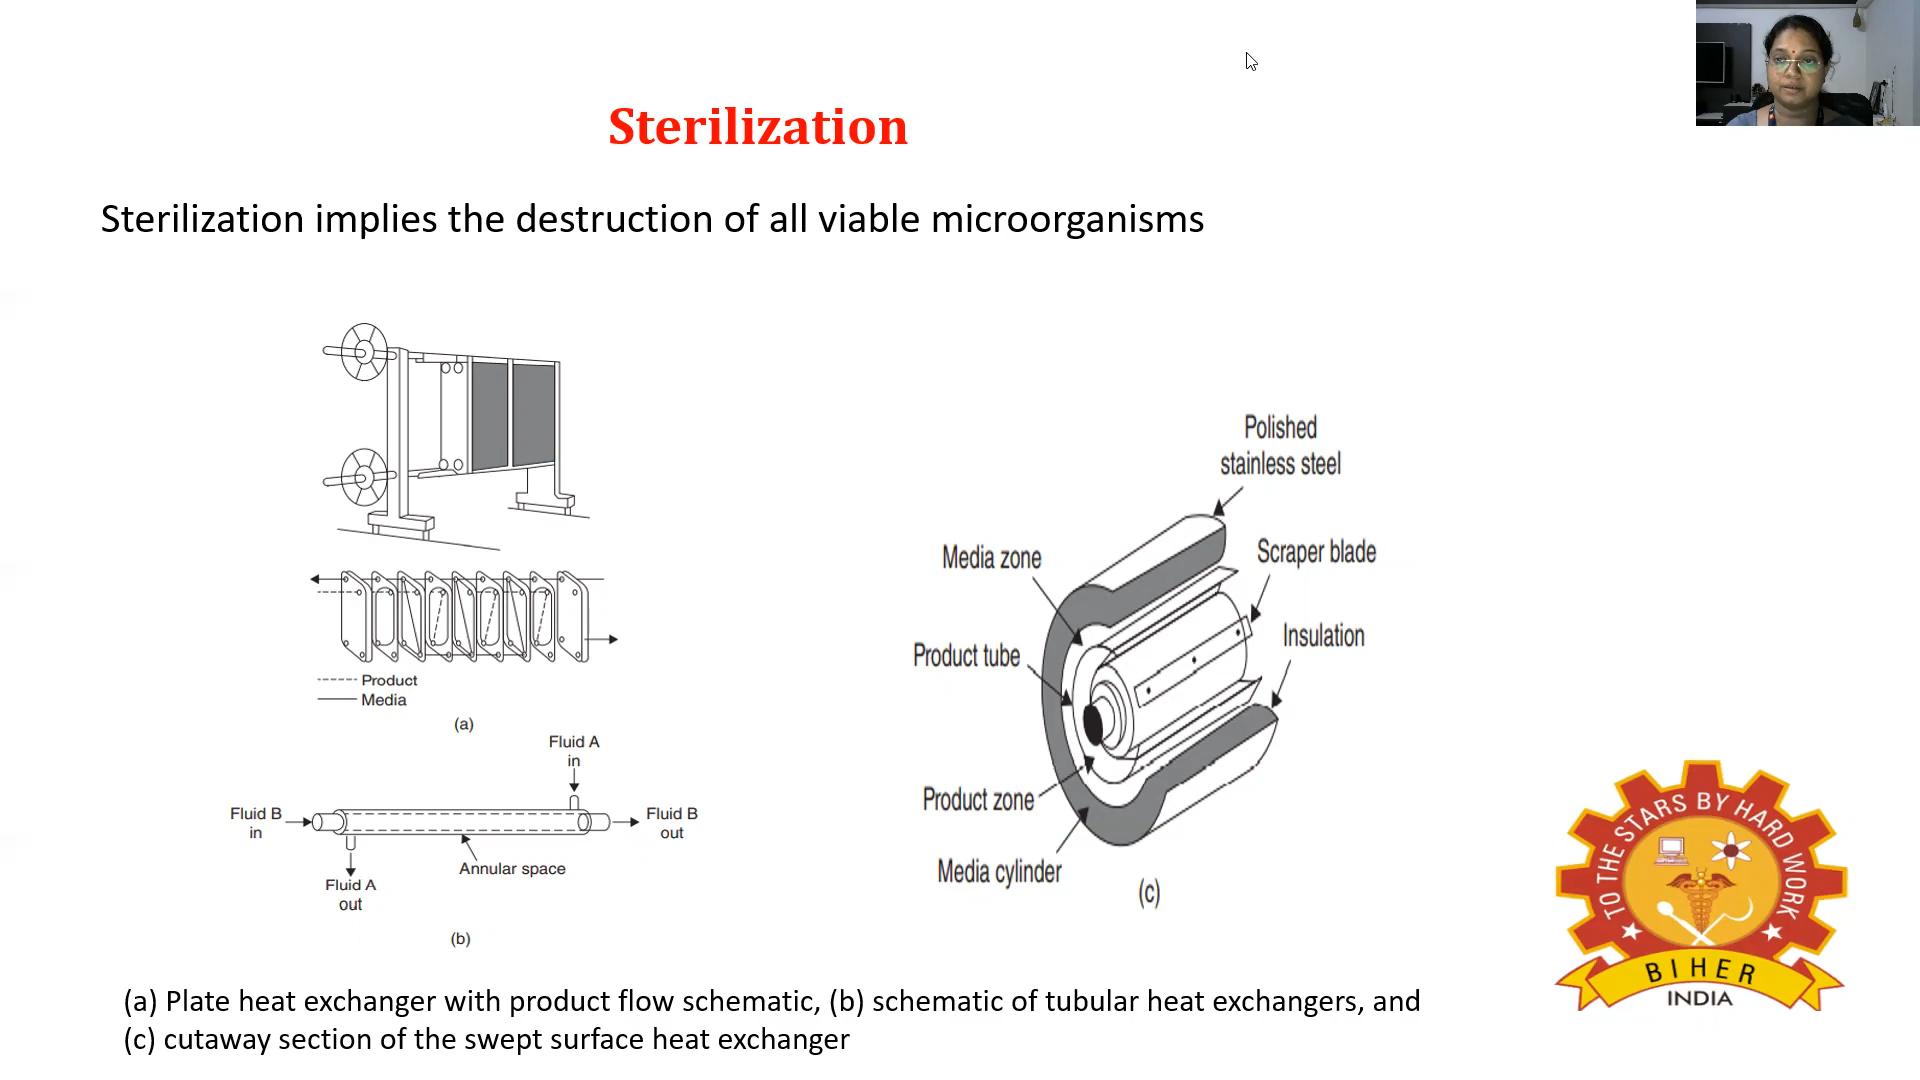 Sterilization
Sterilization implies the destruction of all viable microorganisms
Product
Media
(a)
Fluid A
in
Fluid B
in
Fluid B
out
Annular space
Fluid A
out
(b)
Polished
stainless steel
Media zone
Scraper blade
Insulation
Product tube
Product zone
Media cylinder
(c)
TO THE STARS BY HARD WORK
BIHER
INDIA
(a) Plate heat exchanger with product flow schematic, (b) schematic of tubular heat exchangers, and
(c) cutaway section of the swept surface heat exchanger